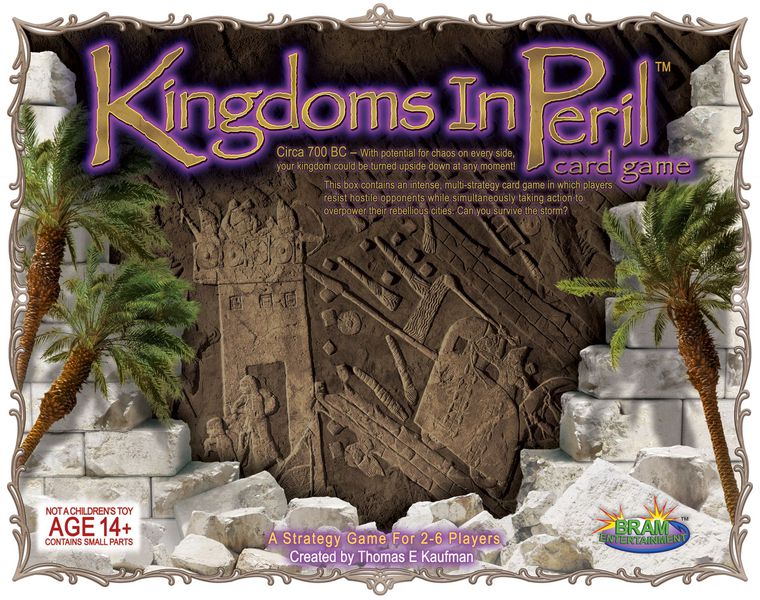 Kingdoms In Peril™
card game
Circa 700 BC – With potential for chaos on every side,
your kingdom could be turned upside down at any moment!
This box contains an intense, multi-strategy card game in which players
resist hostile opponents while simultaneously taking action to
overpower their rebellious cities. Can you survive the storm?
NOT A CHILDREN'S TOY
AGE 14+
CONTAINS SMALL PARTS
A Strategy Game For 2-6 Players
Created by Thomas E Kaufman
BRAM™
ENTERTAINMENT